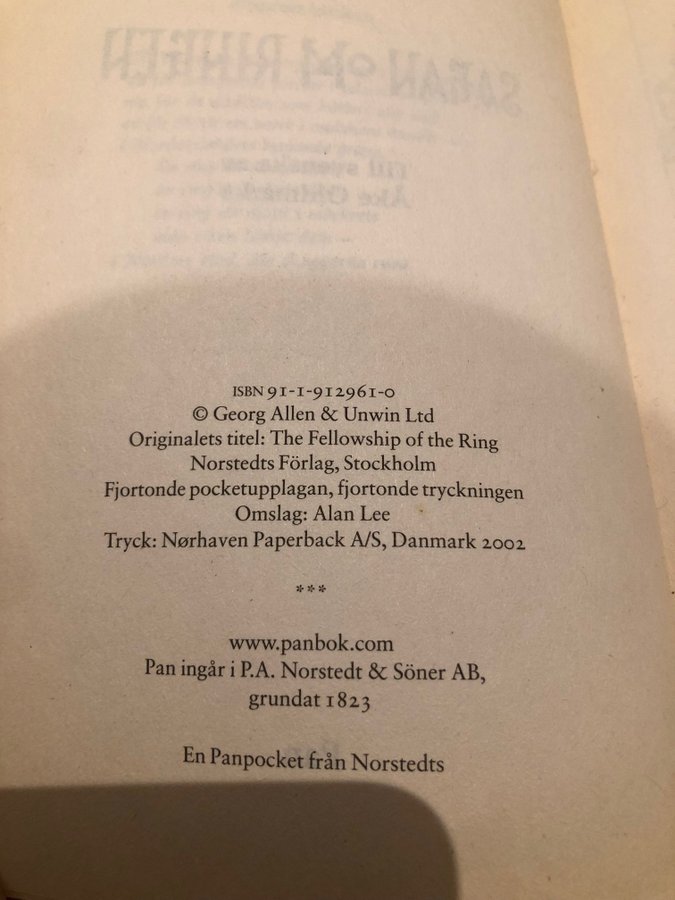 ISBN 91-1-912961-0
© Georg Allen & Unwin Ltd
Originalets titel: The Fellowship of the Ring
Norstedts Förlag, Stockholm
Fjortonde pocketupplagan, fjortonde tryckningen
Omslag: Alan Lee
Tryck: Nørhaven Paperback A/S, Danmark 2002
***
www.panbok.com
Pan ingår i P.A. Norstedt & Söner AB,
grundat 1823
En Panpocket från Norstedts